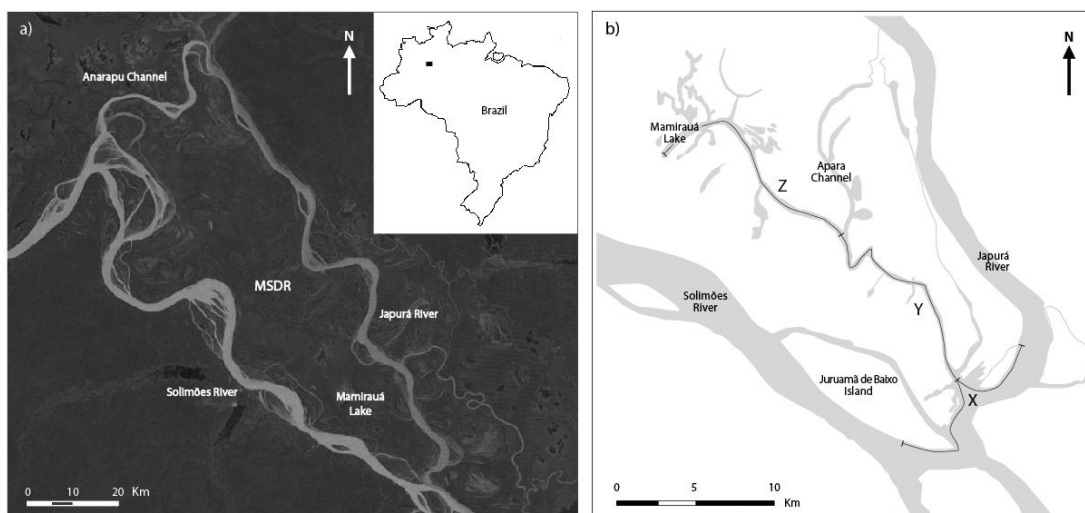 a)
N
Anarapu Channel
Brazil
MSDR
Japurá River
Solimões River
Mamirauá
Lake
0 10 20 Km
b)
N
Mamirauá
Lake
Apara
Channel
Z
Japurá
River
Solimões
River
Y
Juruamã de Baixo
Island
X
0 5 10
Km